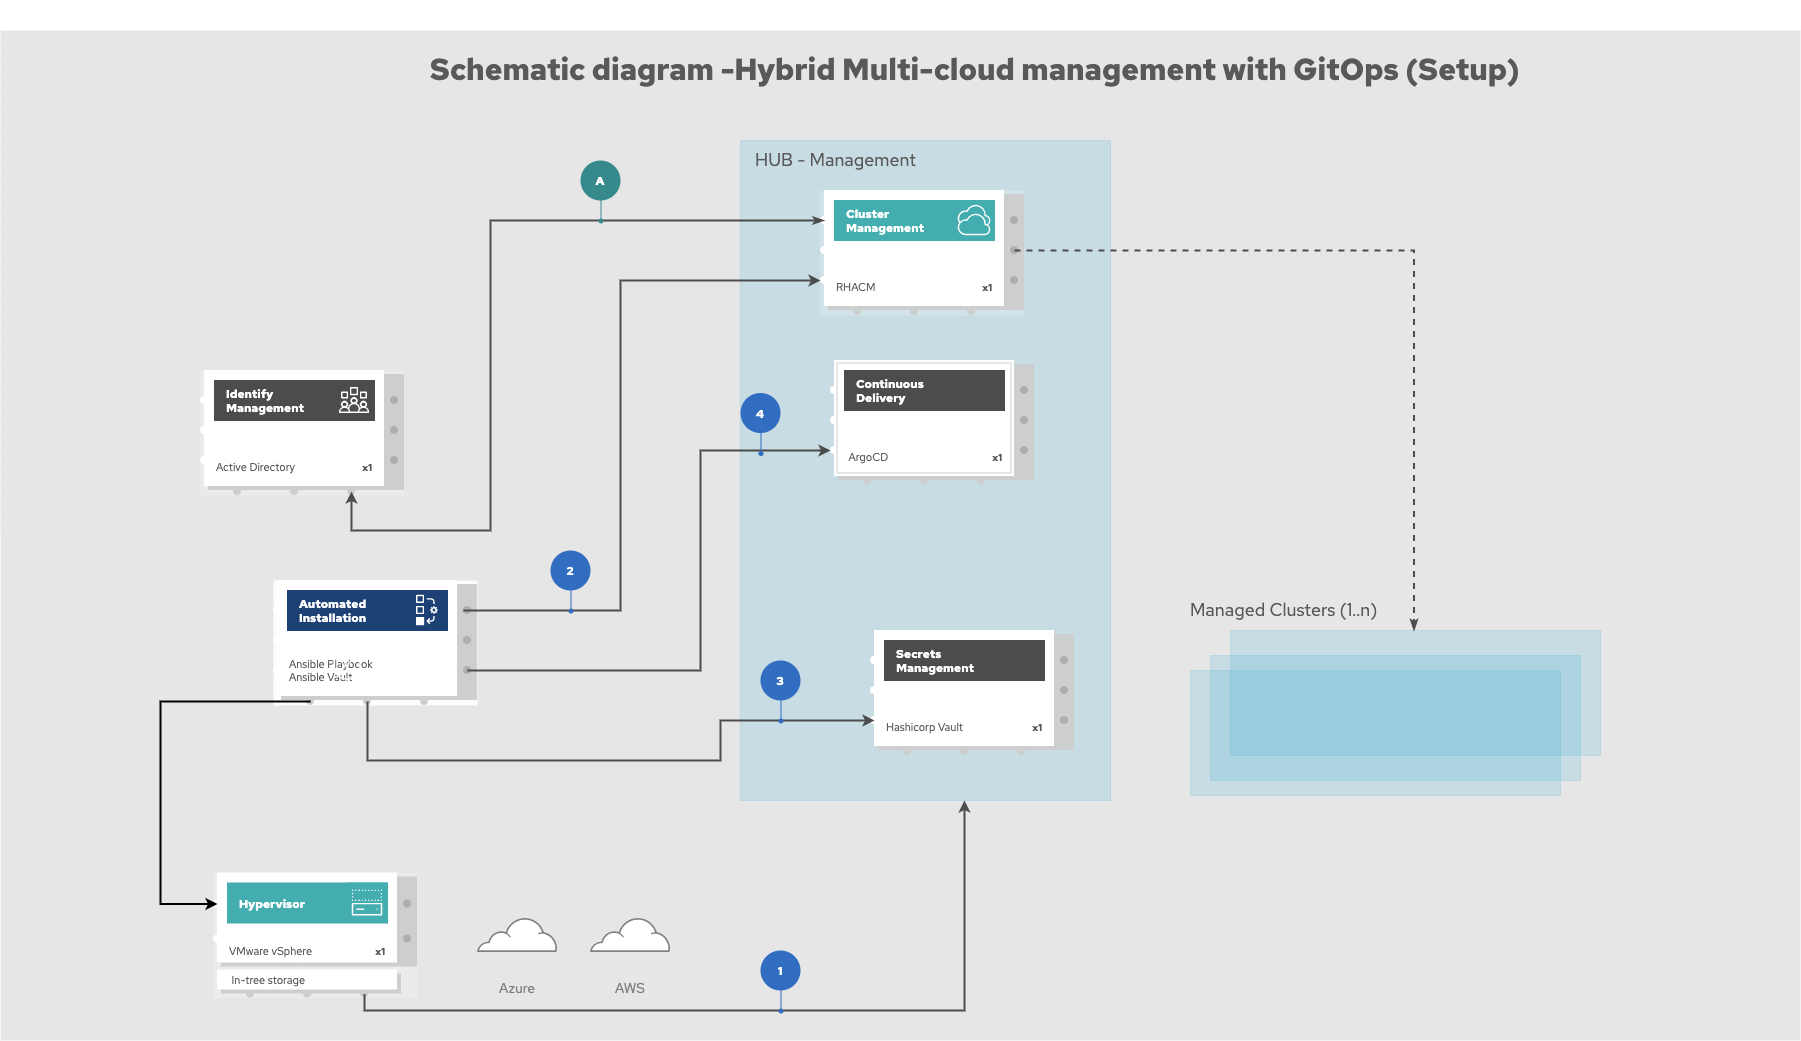 Schematic diagram -Hybrid Multi-cloud management with GitOps (Setup)
HUB - Management
A
Cluster
Management
RHACM
x1
Identify
Management
Active Directory
x1
4
Continuous
Delivery
ArgoCD
x1
2
Automated
Installation
Ansible Playbook
Ansible Vault
Managed Clusters (1..n)
3
Secrets
Management
Hashicorp Vault
x1
Hypervisor
VMware vSphere
x1
In-tree storage
Azure
AWS
1